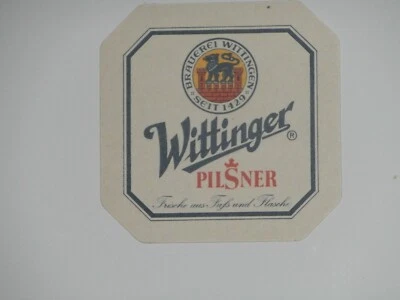 BRAUEREI WITTINGEN
SEIT 1429
Wittinger ®
PILSNER
Frische aus Faß und Flasche